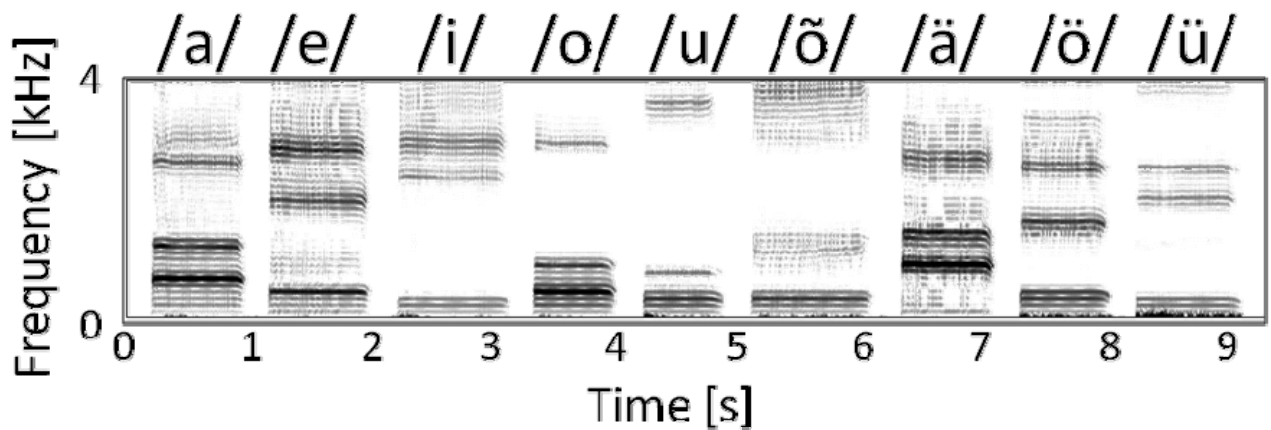 /a/ /e/ /i/ /o/ /u/ /õ/ /ä/ /ö/ /ü/
Frequency [kHz]
4
0
0 1 2 3 4 5 6 7 8 9
Time [s]